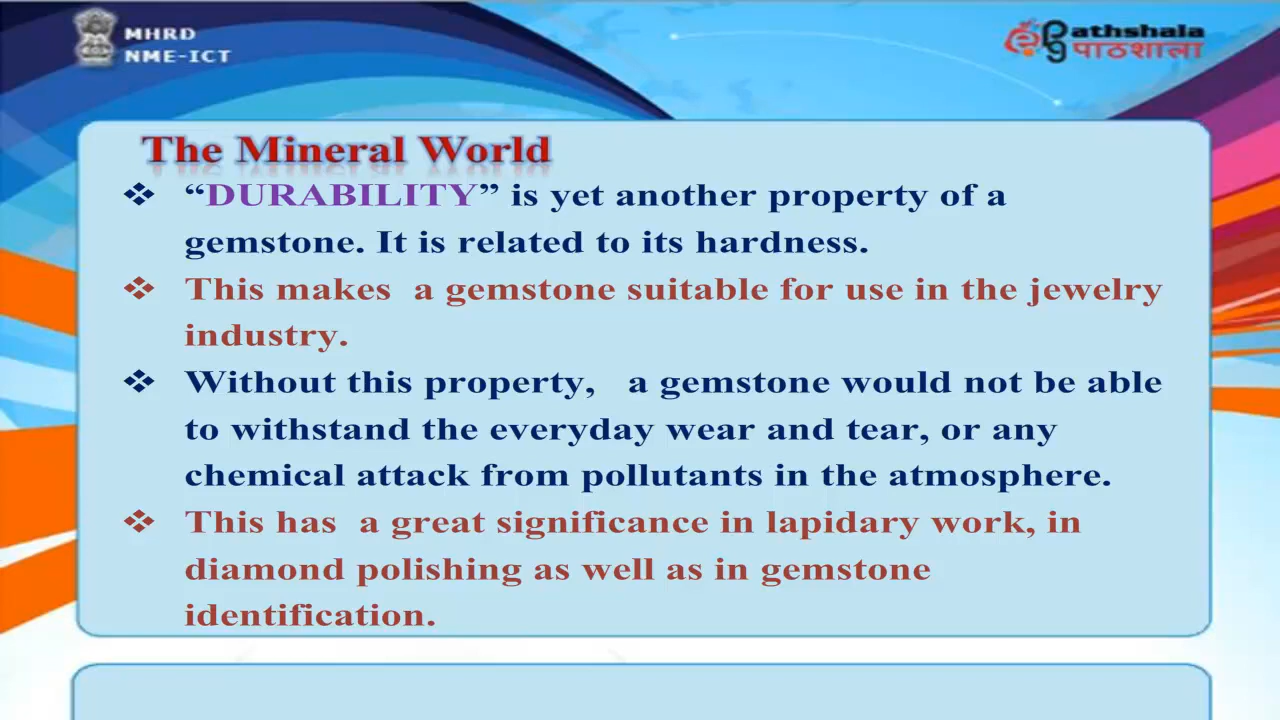 MHRD
NME-ICT
athshala
पाठशाला
The Mineral World
❖ “DURABILITY” is yet another property of a
gemstone. It is related to its hardness.
❖ This makes a gemstone suitable for use in the jewelry
industry.
❖ Without this property, a gemstone would not be able
to withstand the everyday wear and tear, or any
chemical attack from pollutants in the atmosphere.
❖ This has a great significance in lapidary work, in
diamond polishing as well as in gemstone
identification.